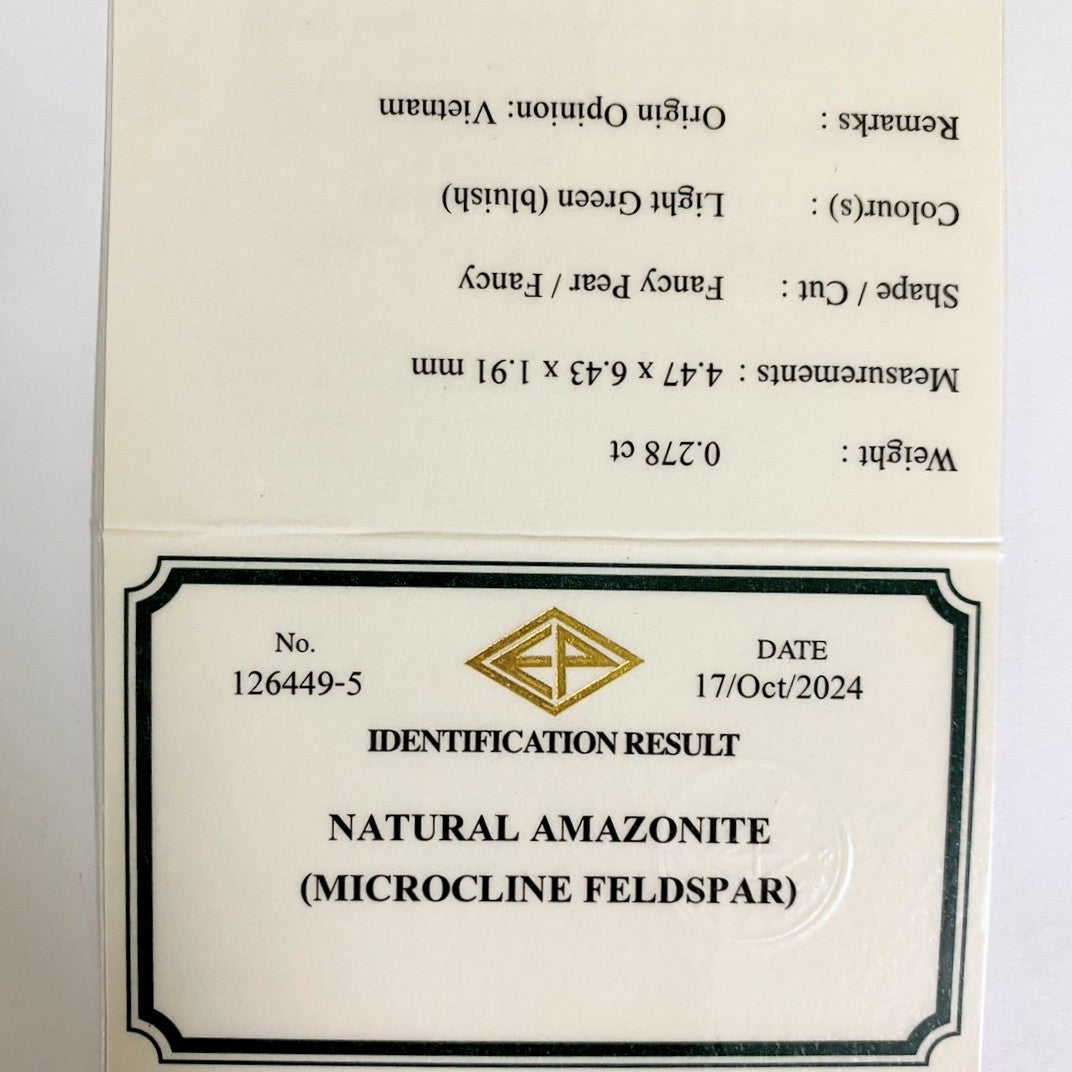 Weight : 0.278 ct
Measurements : 4.47 x 6.43 x 1.91 mm
Shape / Cut : Fancy Pear / Fancy
Colour(s) : Light Green (bluish)
Remarks : Origin Opinion: Vietnam
No. DATE
126449-5 17/Oct/2024
EP
IDENTIFICATION RESULT
NATURAL AMAZONITE
(MICROCLINE FELDSPAR)